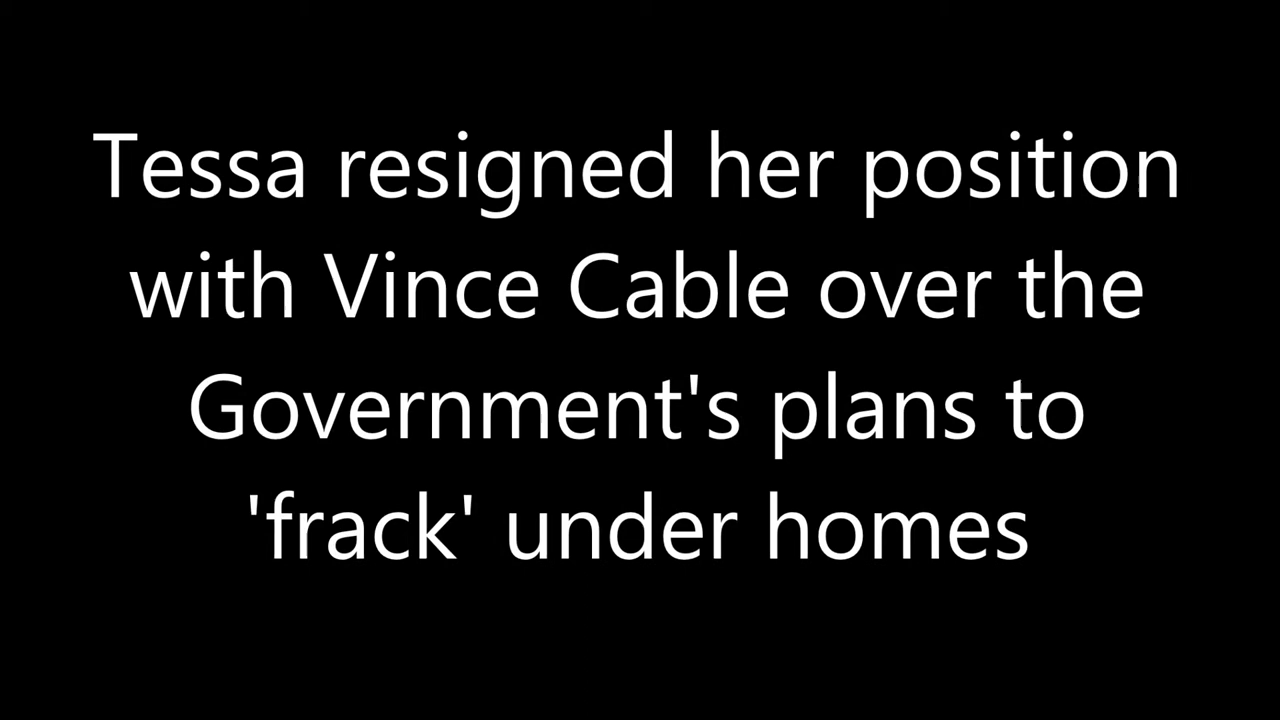 Tessa resigned her position
with Vince Cable over the
Government's plans to
'frack' under homes